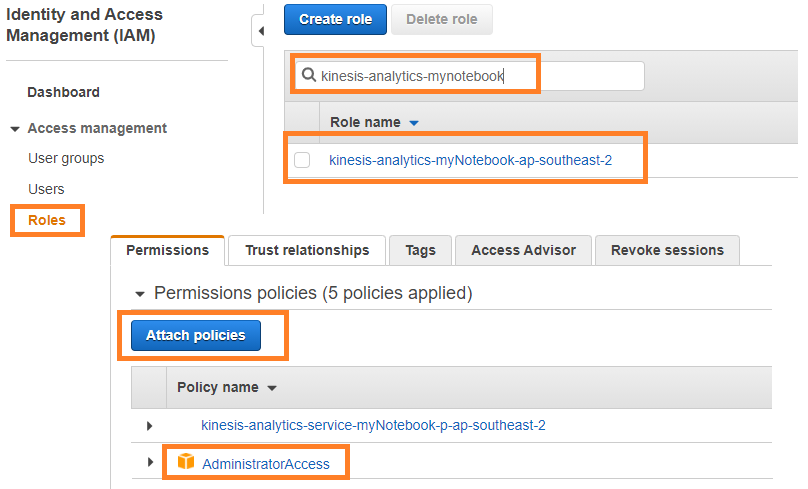 Identity and Access
Management (IAM)
Dashboard
Access management
User groups
Users
Roles
Create role
Delete role
kinesis-analytics-mynotebook
Role name
kinesis-analytics-myNotebook-ap-southeast-2
Permissions
Trust relationships
Tags
Access Advisor
Revoke sessions
Permissions policies (5 policies applied)
Attach policies
Policy name
kinesis-analytics-service-myNotebook-p-ap-southeast-2
AdministratorAccess